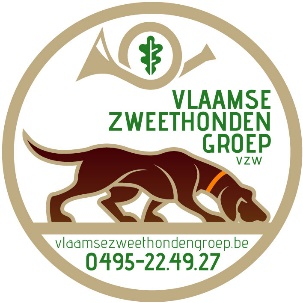 VLAAMSE
ZWEETHONDEN
GROEP
VZW
vlaamsezweethondengroep.be
0495-22.49.27